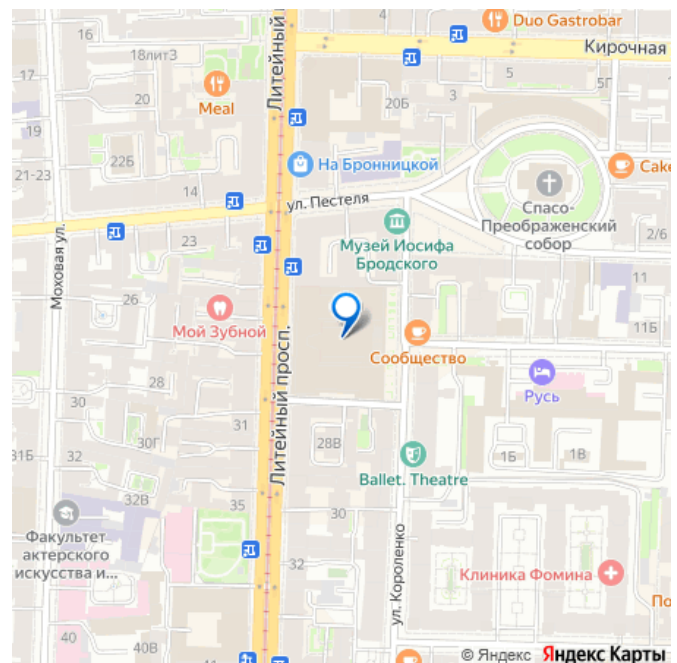 Duo Gastrobar
16
18лит3
Литейный
Кирочная
Meal
20
20Б
3
5
5Г
19
22Б
На Бронницкой
Cake
21-23
14
ул. Пестеля
Спасо-
Преображенский
собор
Музей Иосифа
Бродского
2/6
23
Моховая ул.
11
26
Мой Зубной
Литейный просп.
Сообщество
11Б
28
Русь
30
31
30Г
28В
1Б
1В
31Б
32
Ballet. Theatre
32В
35
30
Факультет
актерского
искусства и...
32
ул. Короленко
Клиника Фомина
По
40
40В
© Яндекс Яндекс Карты